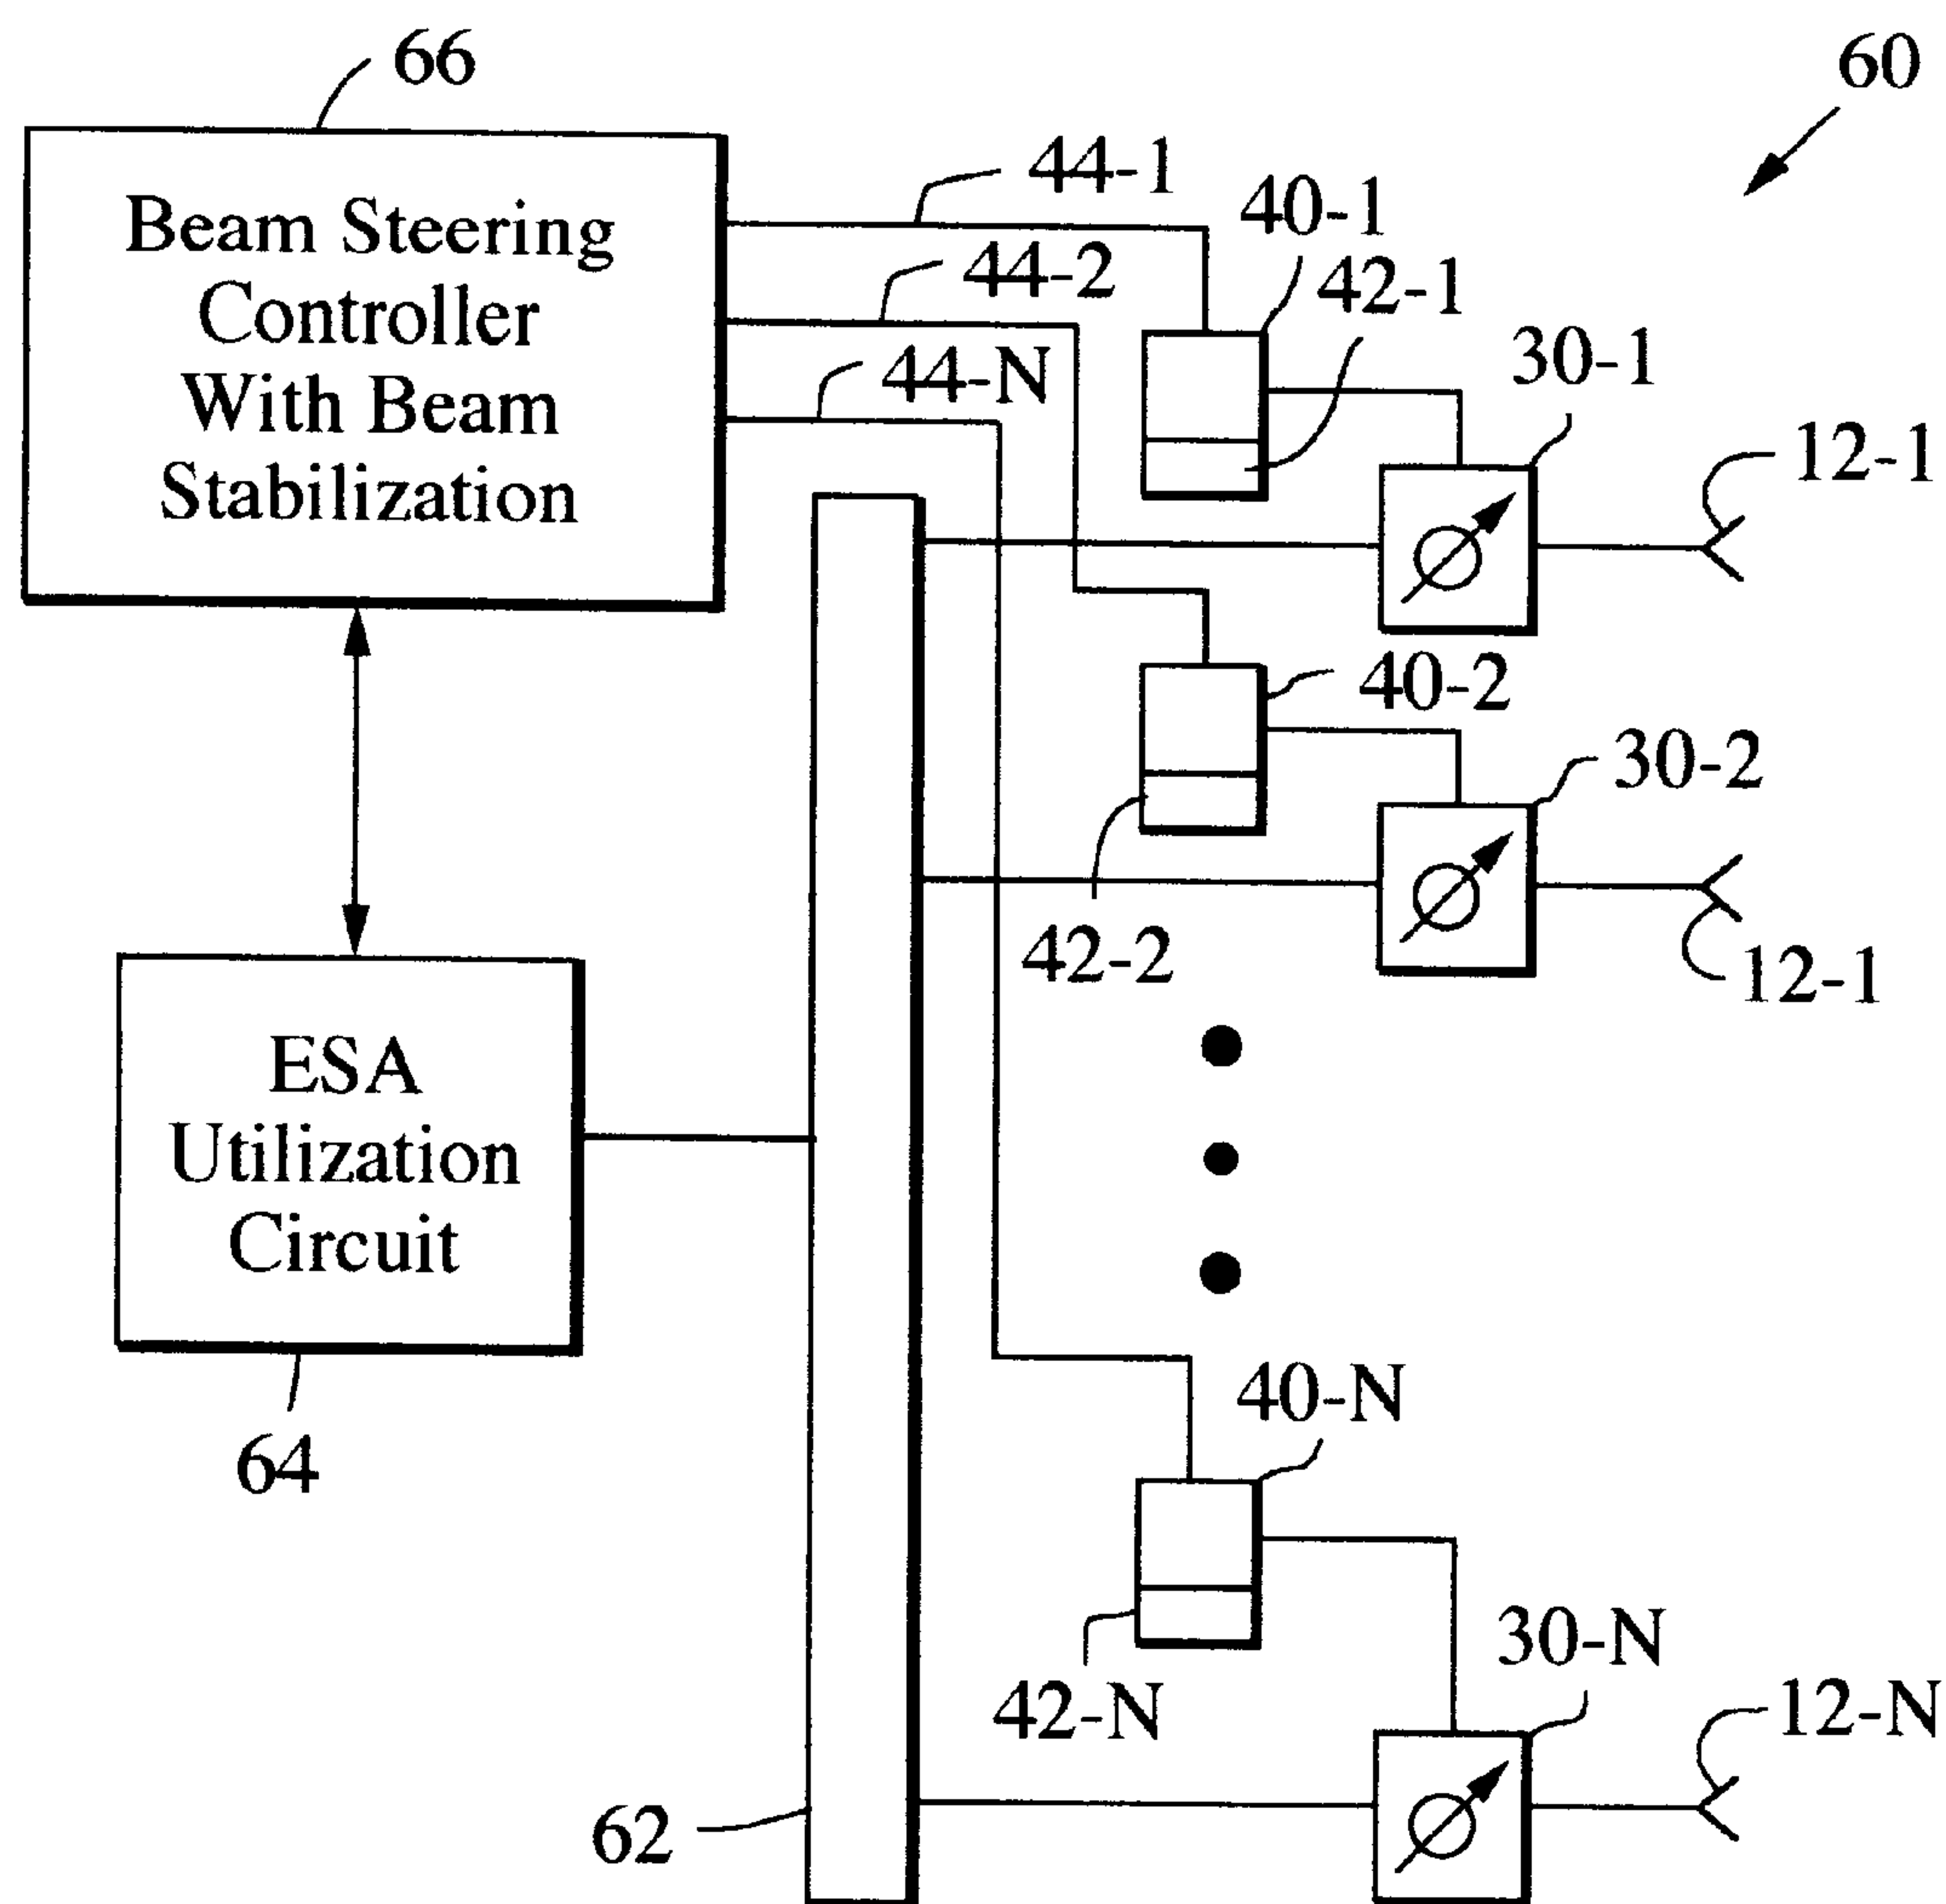 66
60
44-1
40-1
Beam Steering
Controller
With Beam
Stabilization
44-2
42-1
44-N
30-1
12-1
40-2
30-2
42-2
12-1
ESA
Utilization
Circuit
40-N
64
30-N
42-N
12-N
62